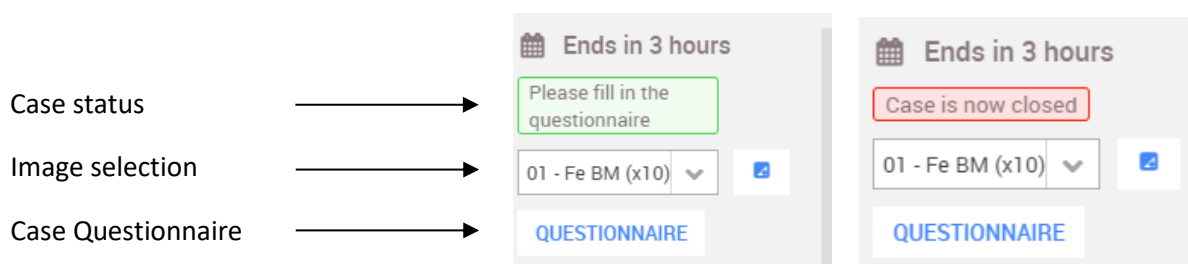 Ends in 3 hours
Ends in 3 hours
Case status
Please fill in the
questionnaire
Case is now closed
Image selection
01 - Fe BM (x10)
01 - Fe BM (x10)
Case Questionnaire
QUESTIONNAIRE
QUESTIONNAIRE